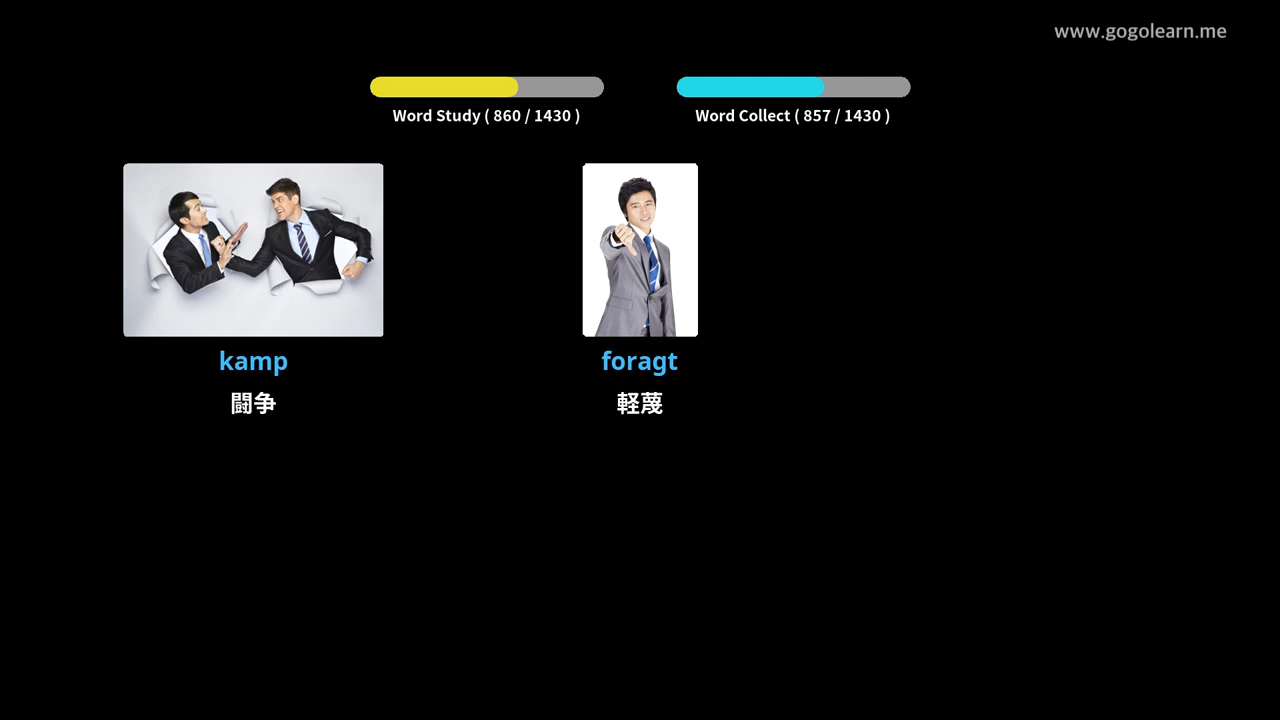 www.gogolearn.me
Word Study ( 860 / 1430 )
Word Collect ( 857 / 1430 )
kamp
foragt
闘争
軽蔑